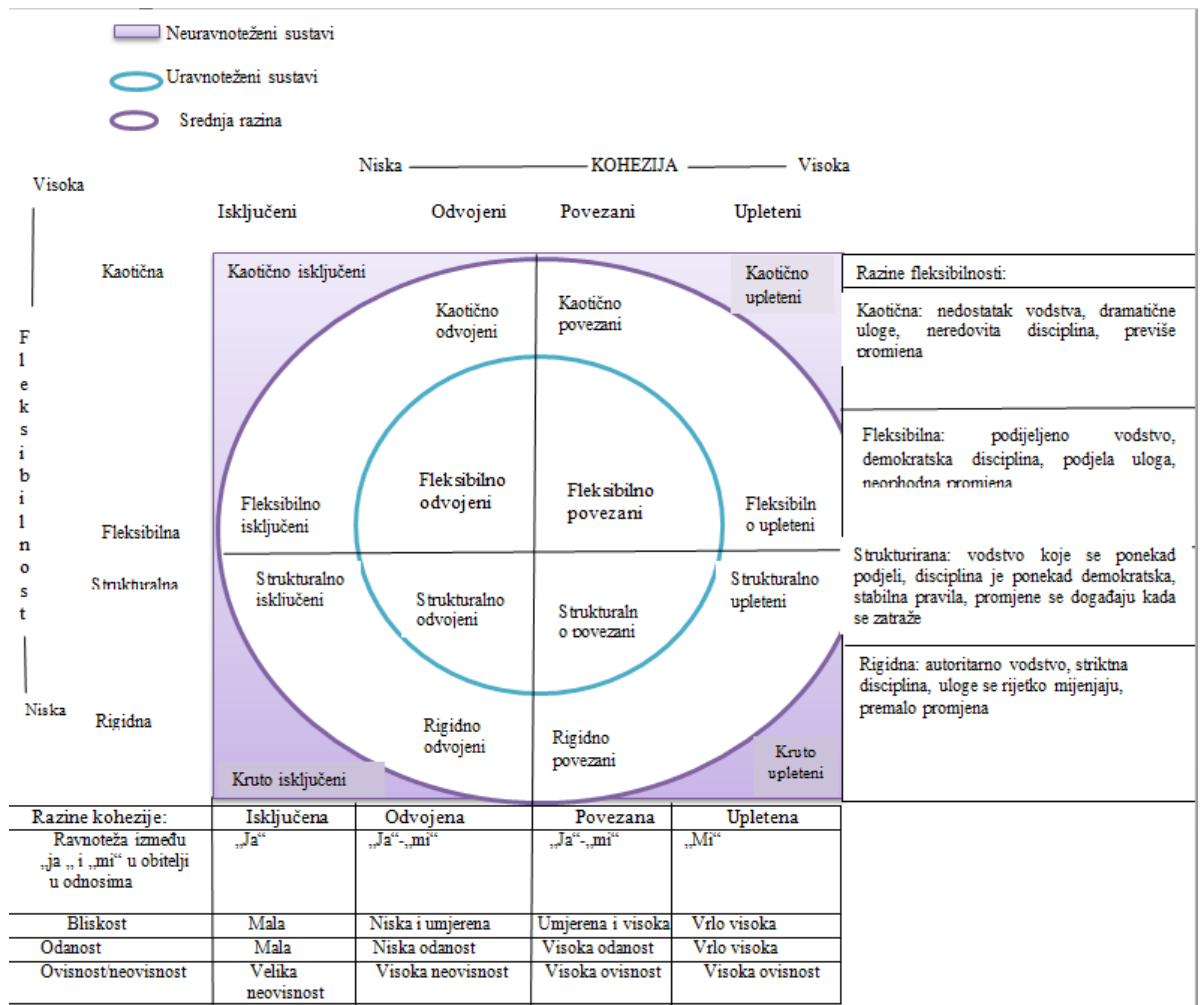 Neuravnoteženi sustavi
Uravnoteženi sustavi
Srednja razina
Niska KOHEZIJA Visoka
Visoka
Isključeni Odvojeni Povezani Upleteni
Fleksibilnost
Kaotična
Fleksibilna
Strukturalna
Niska
Rigidna
Kaotično isključeni
Kaotično
odvojeni
Kaotično
povezani
Kaotično
upleteni
Fleksibilno
isključeni
Fleksibilno
odvojeni
Fleksibilno
povezani
Fleksibiln
o upleteni
Strukturalno
isključeni
Strukturalno
odvojeni
Strukturaln
o povezani
Strukturalno
upleteni
Kruto isključeni
Rigidno
odvojeni
Rigidno
povezani
Kruto
upleteni
Razine fleksibilnosti:
Kaotična: nedostatak vodstva, dramatične
uloge, neredovita disciplina, previše
promjena
Fleksibilna: podijeljeno vodstvo,
demokratska disciplina, podjela uloga,
neophodna promjena
Strukturirana: vodstvo koje se ponekad
podjeli, disciplina je ponekad demokratska,
stabilna pravila, promjene se događaju kada
se zatraže
Rigidna: autoritarno vodstvo, striktna
disciplina, uloge se rijetko mijenjaju,
premalo promjena
Razine kohezije: Isključena Odvojena Povezana Upletena
Ravnoteža između „Ja“ „Ja“-„mi“ „Ja“-„mi“ „Mi“
„ja „ i „mi“ u obitelji
u odnosima
Bliskost Mala Niska i umjerena Umjerena i visoka Vrlo visoka
Odanost Mala Niska odanost Visoka odanost Vrlo visoka
Ovisnost/neovisnost Velika Visoka neovisnost Visoka ovisnost Visoka ovisnost
neovisnost